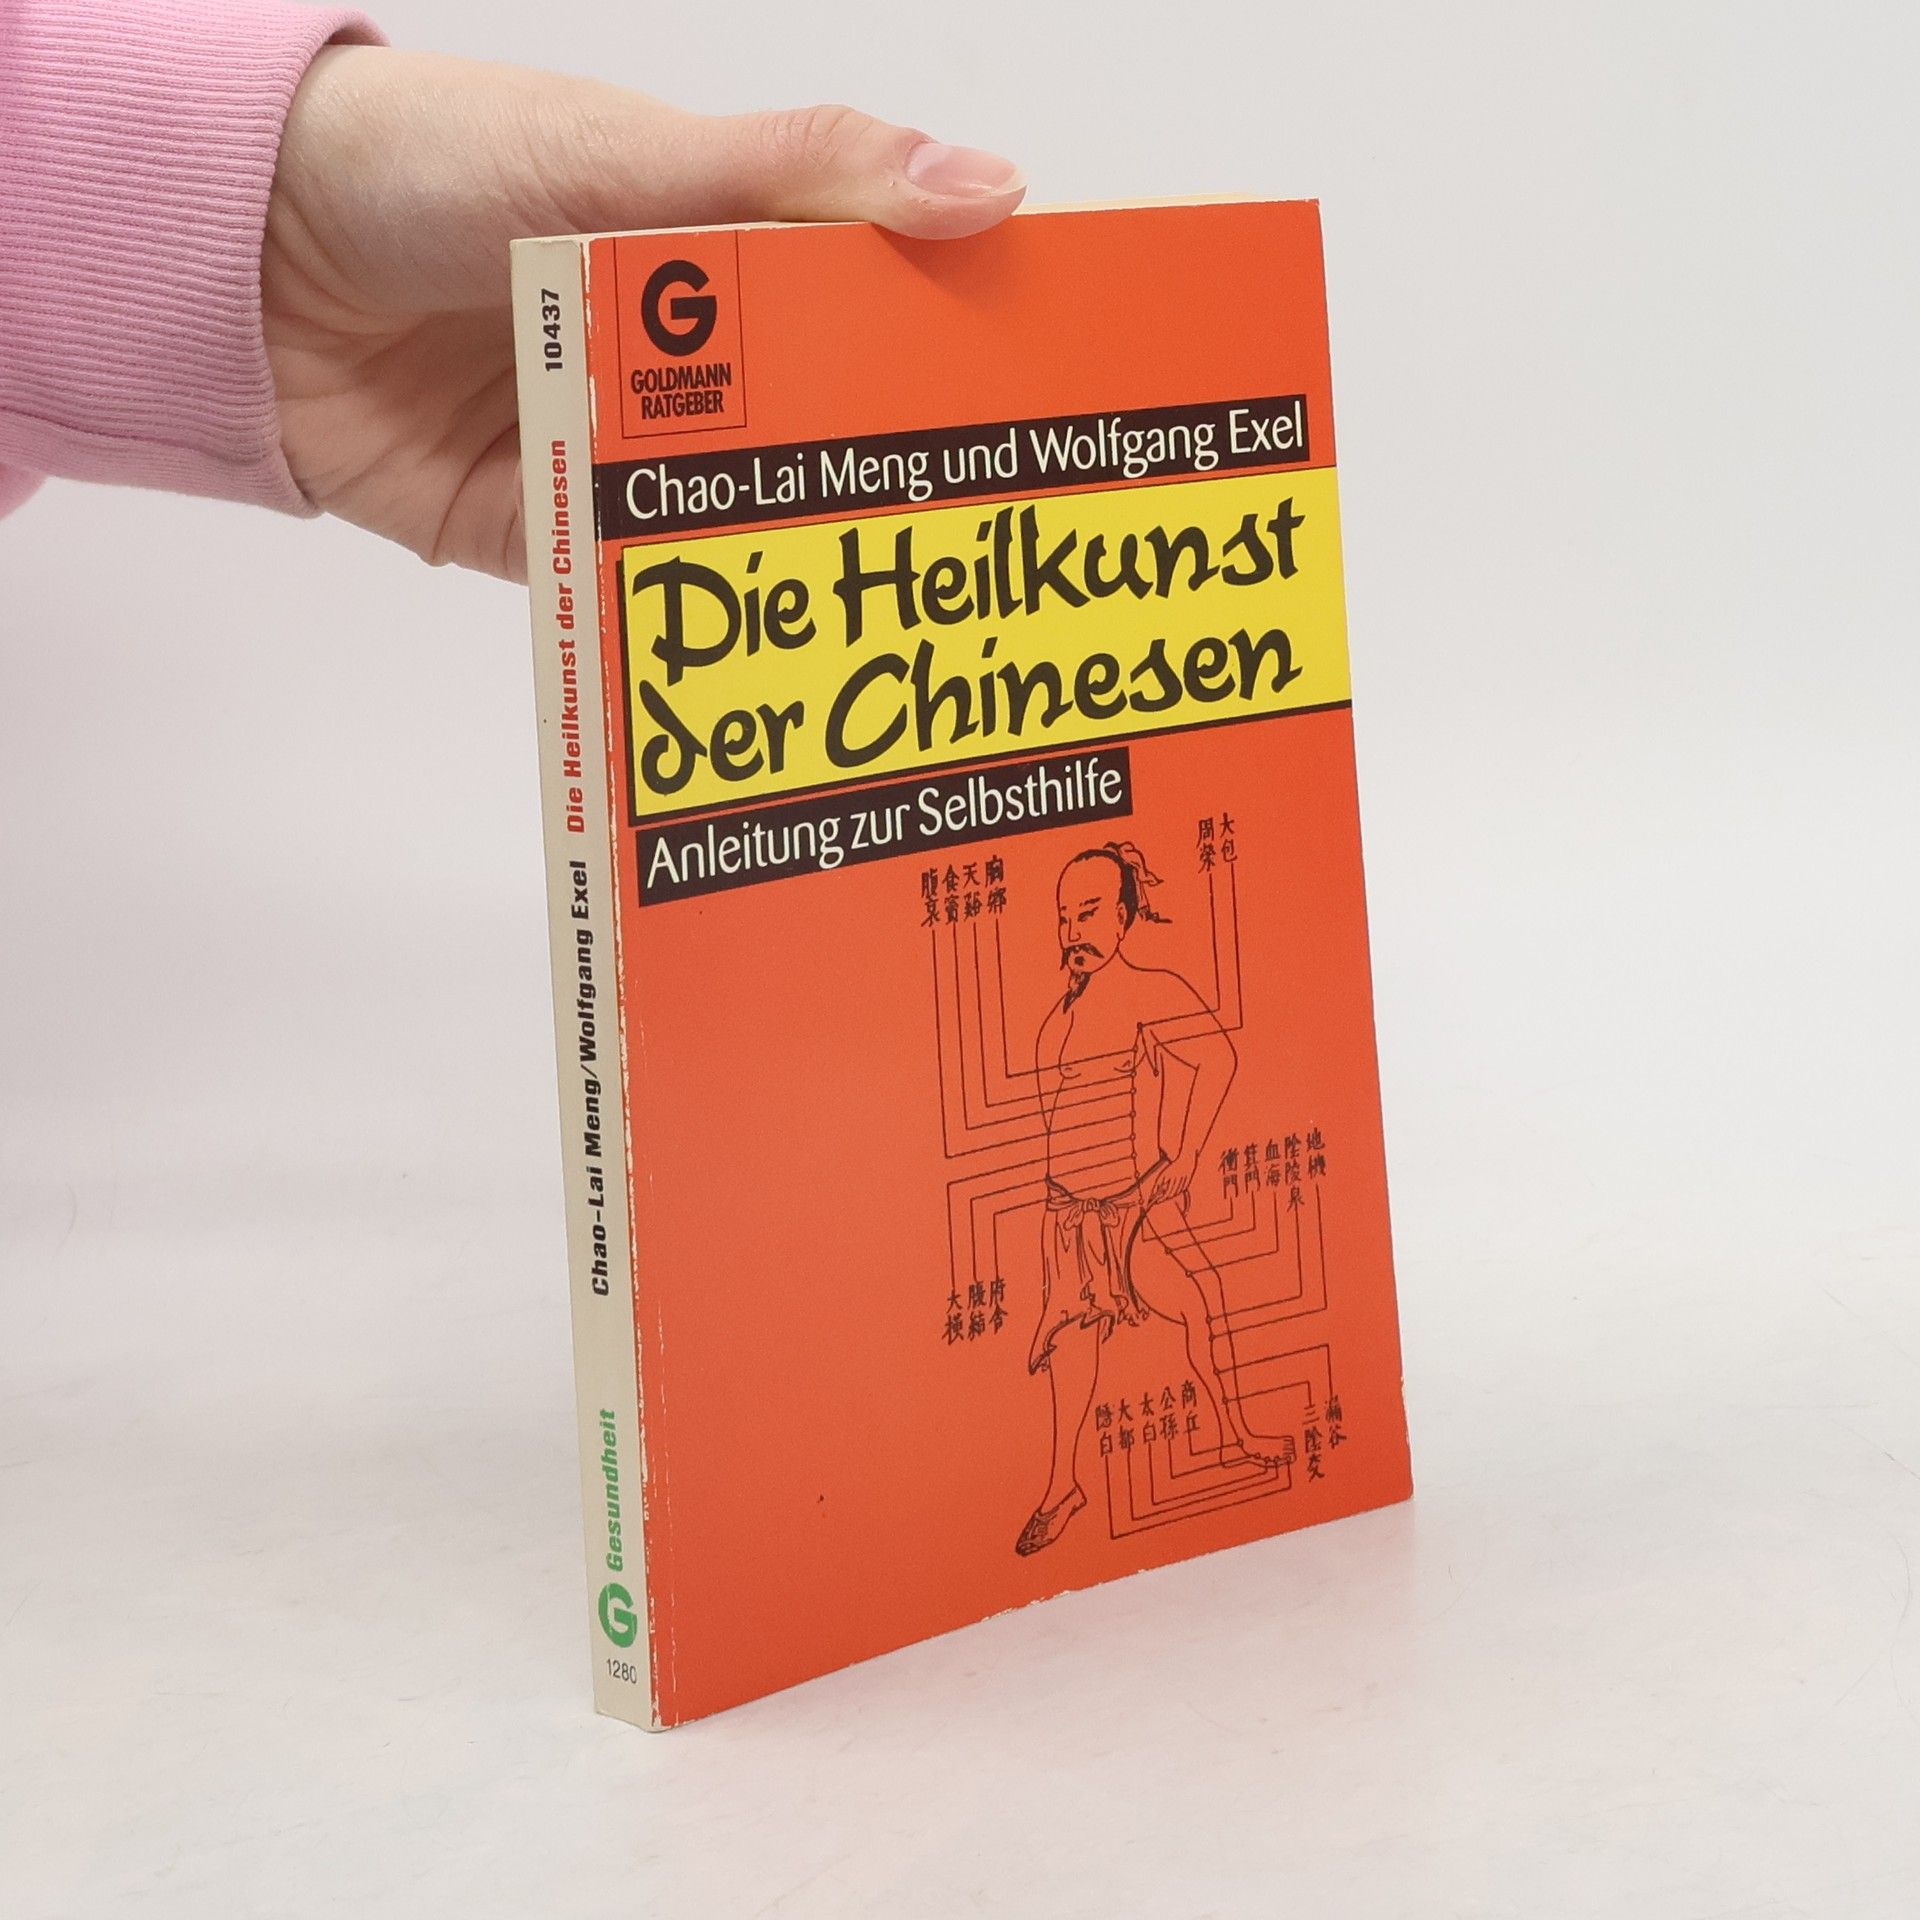 10437
Die Heilkunst der Chinesen
Chao-Lai Meng/Wolfgang Exel
Gesundheit
G
1280
G
GOLDMANN
RATGEBER
Chao-Lai Meng und Wolfgang Exel
Die Heilkunst
der Chinesen
Anleitung zur Selbsthilfe
大包
周榮
胸鄉
天谿
食竇
腹哀
地機
陰陵泉
血海
箕門
衝門
府舍
腹結
大橫
商丘
公孫
太白
大都
隱白
漏谷
三陰交